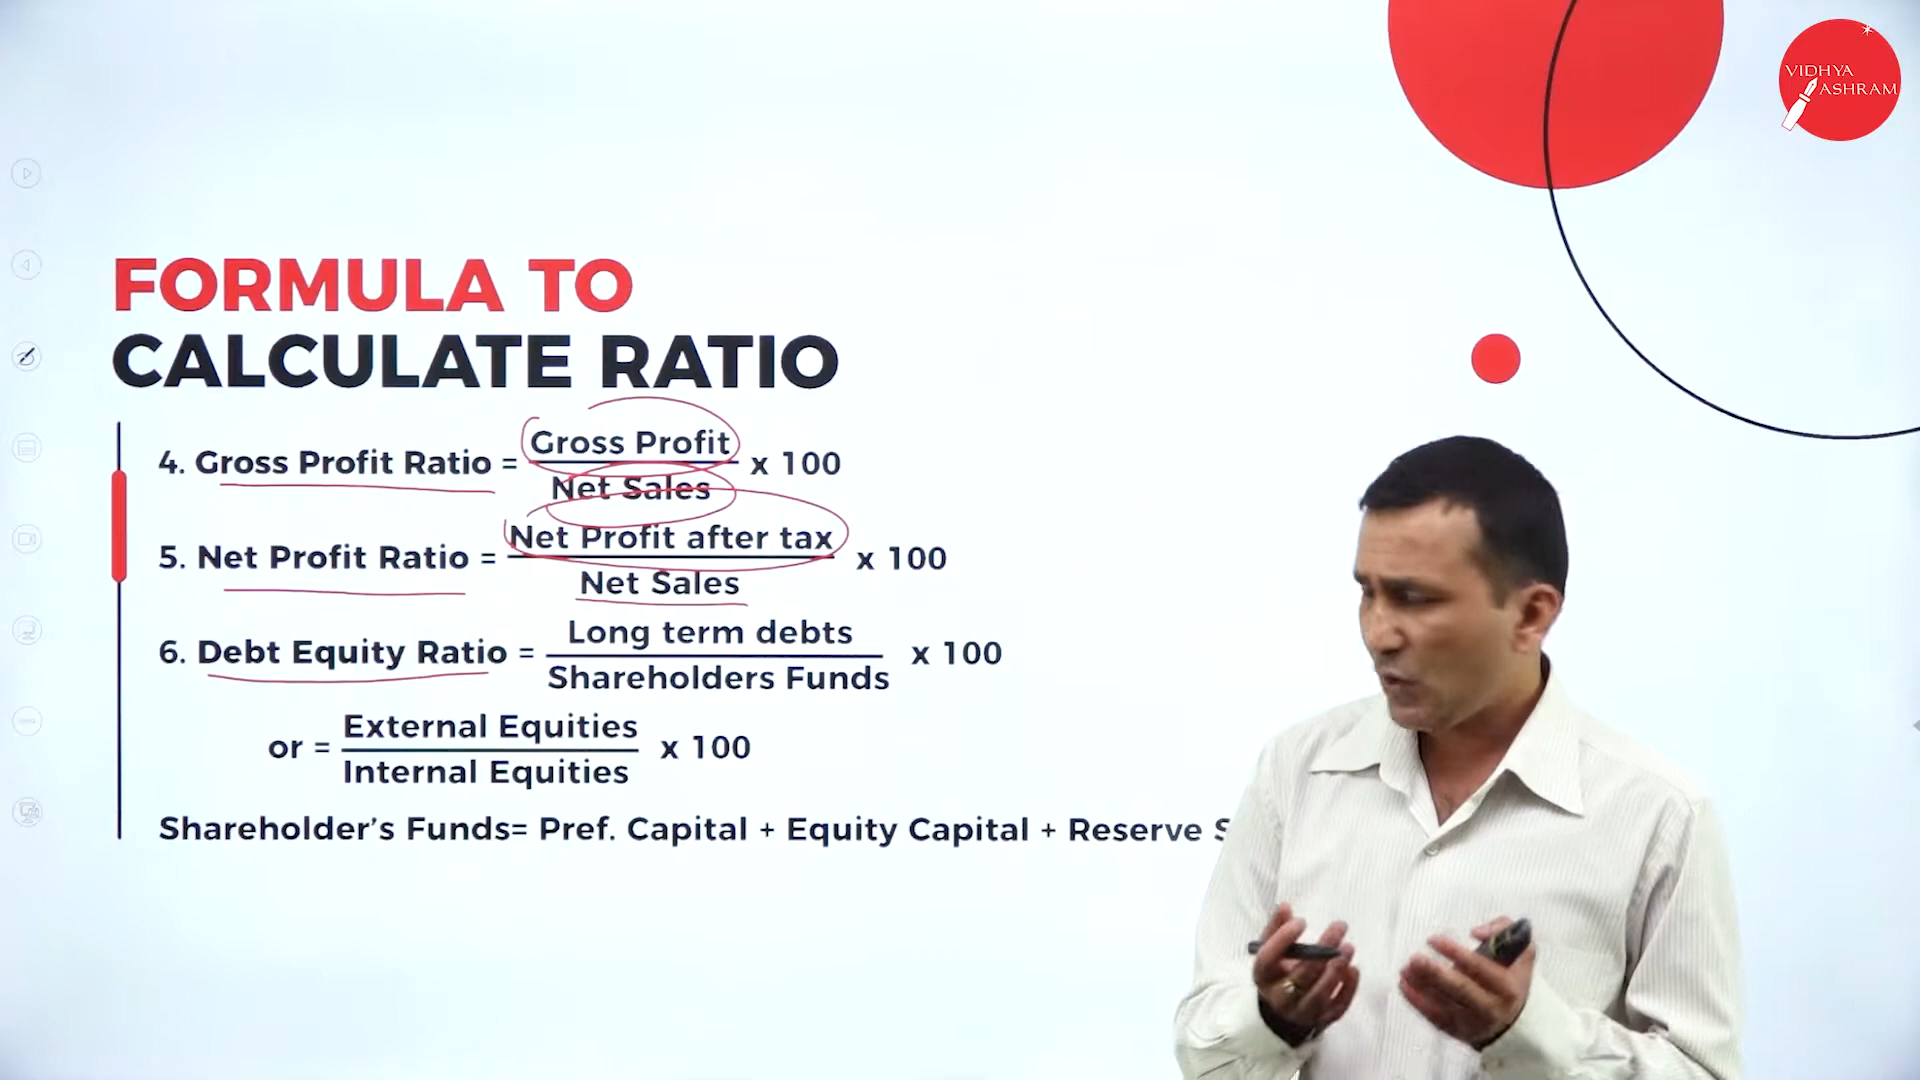 VIDHYA
ASHRAM
FORMULA TO
CALCULATE RATIO
4. Gross Profit Ratio = Gross Profit x 100
Net Sales
5. Net Profit Ratio = Net Profit after tax x 100
Net Sales
6. Debt Equity Ratio = Long term debts x 100
Shareholders Funds
or = External Equities x 100
Internal Equities
Shareholder's Funds= Pref. Capital + Equity Capital + Reserve